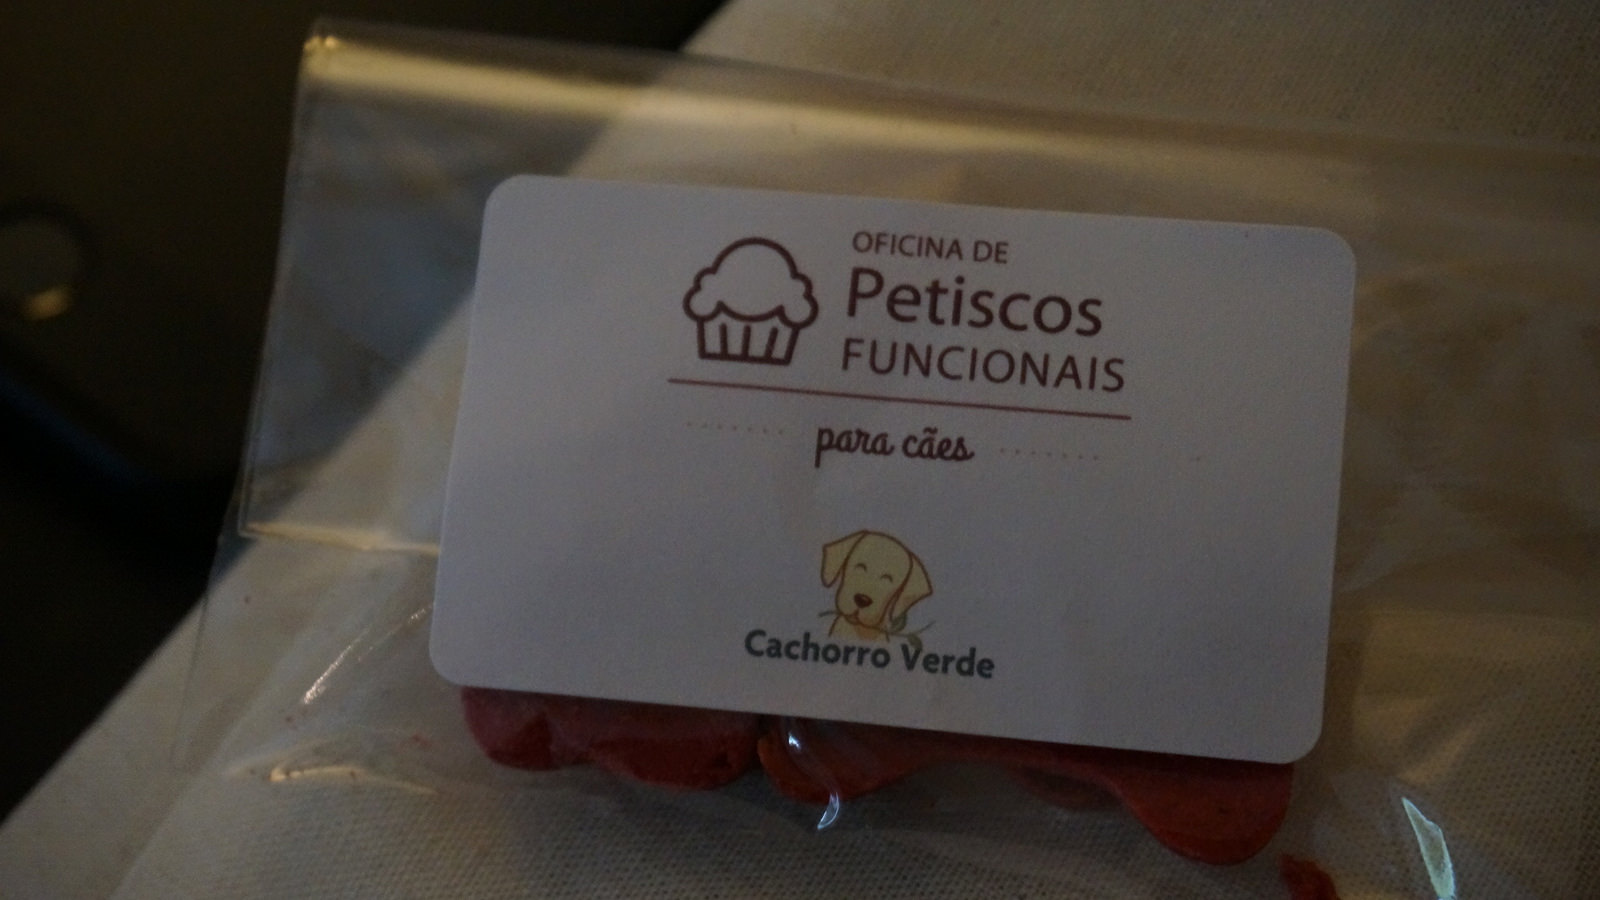 OFICINA DE
Petiscos
FUNCIONAIS
para cães
Cachorro Verde